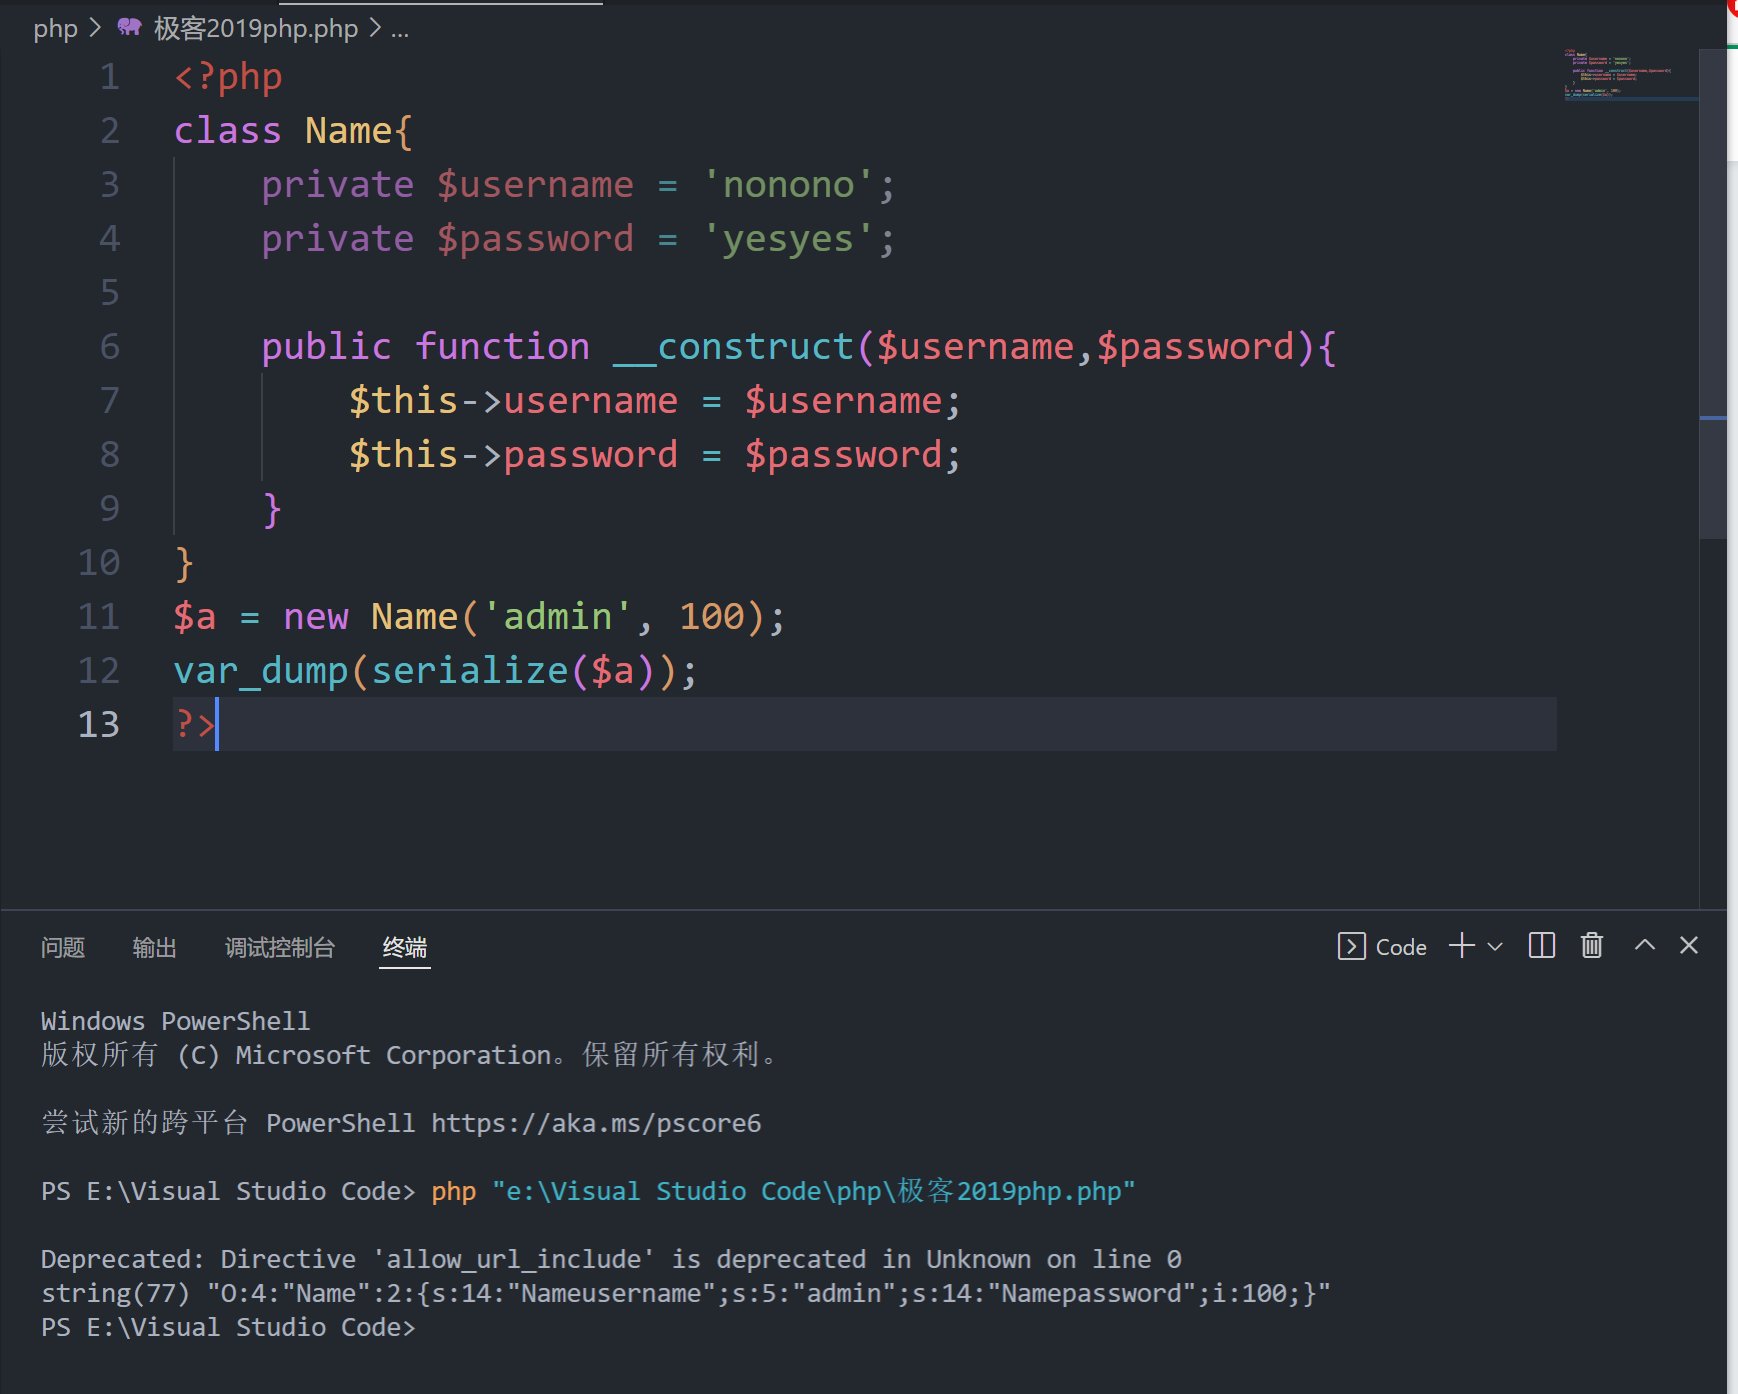 php > 极客2019php.php > ...
1 <?php
2 class Name{
3     private $username = 'nonono';
4     private $password = 'yesyes';
5
6     public function __construct($username,$password){
7         $this->username = $username;
8         $this->password = $password;
9     }
10 }
11 $a = new Name('admin', 100);
12 var_dump(serialize($a));
13 ?>
问题 输出 调试控制台 终端 Code
Windows PowerShell
版权所有 (C) Microsoft Corporation。保留所有权利。
尝试新的跨平台 PowerShell https://aka.ms/pscore6
PS E:\Visual Studio Code> php "e:\Visual Studio Code\php\极客2019php.php"
Deprecated: Directive 'allow_url_include' is deprecated in Unknown on line 0
string(77) "O:4:"Name":2:{s:14:"Nameusername";s:5:"admin";s:14:"Namepassword";i:100;}"
PS E:\Visual Studio Code>